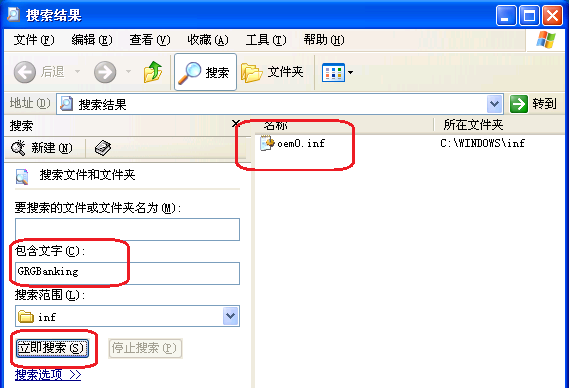 搜索结果
文件(F) 编辑(E) 查看(V) 收藏(A) 工具(T) 帮助(H)
后退 搜索 文件夹
地址(D) 搜索结果 转到
搜索
新建(N)
搜索文件和文件夹
要搜索的文件或文件夹名为(M):
包含文字(C):
GRGBanking
搜索范围(L):
inf
立即搜索(S) 停止搜索(P)
搜索选项 >>
名称 所在文件夹
oem0.inf C:\WINDOWS\inf